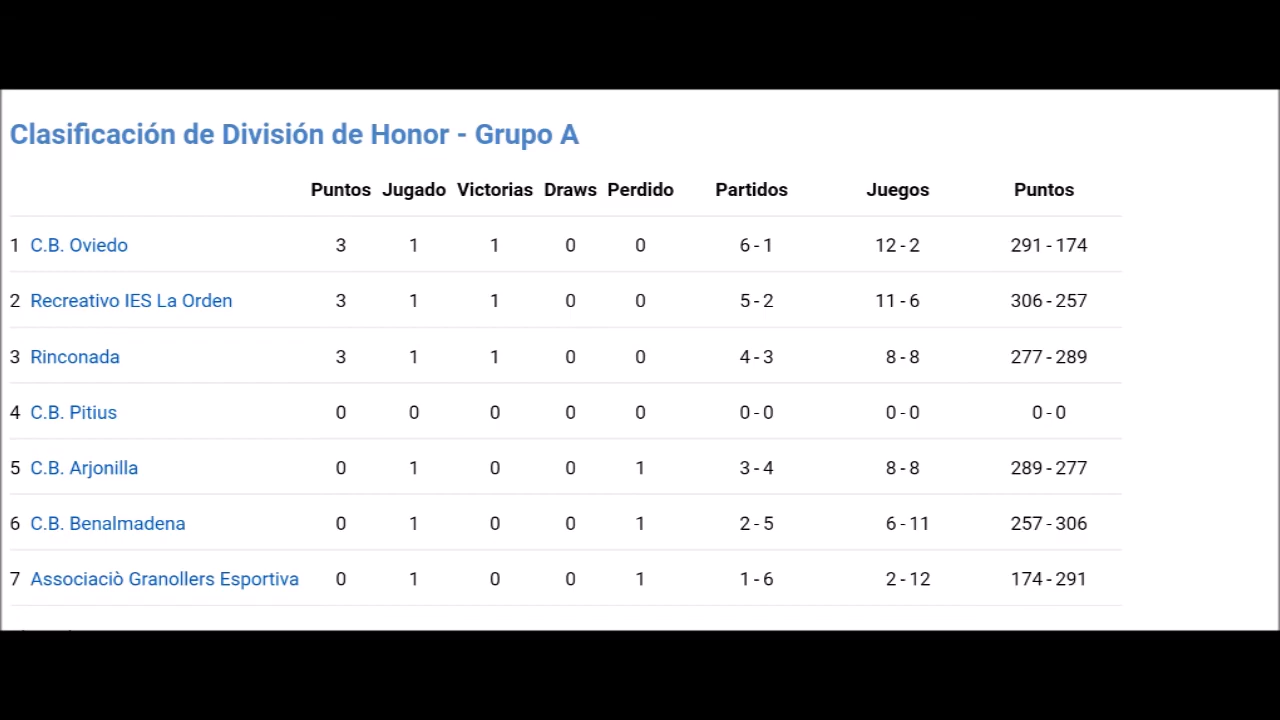 Clasificación de División de Honor - Grupo A
Puntos Jugado Victorias Draws Perdido Partidos Juegos Puntos
1 C.B. Oviedo 3 1 1 0 0 6 - 1 12 - 2 291 - 174
2 Recreativo IES La Orden 3 1 1 0 0 5 - 2 11 - 6 306 - 257
3 Rinconada 3 1 1 0 0 4 - 3 8 - 8 277 - 289
4 C.B. Pitius 0 0 0 0 0 0 - 0 0 - 0 0 - 0
5 C.B. Arjonilla 0 1 0 0 1 3 - 4 8 - 8 289 - 277
6 C.B. Benalmadena 0 1 0 0 1 2 - 5 6 - 11 257 - 306
7 Associaciò Granollers Esportiva 0 1 0 0 1 1 - 6 2 - 12 174 - 291